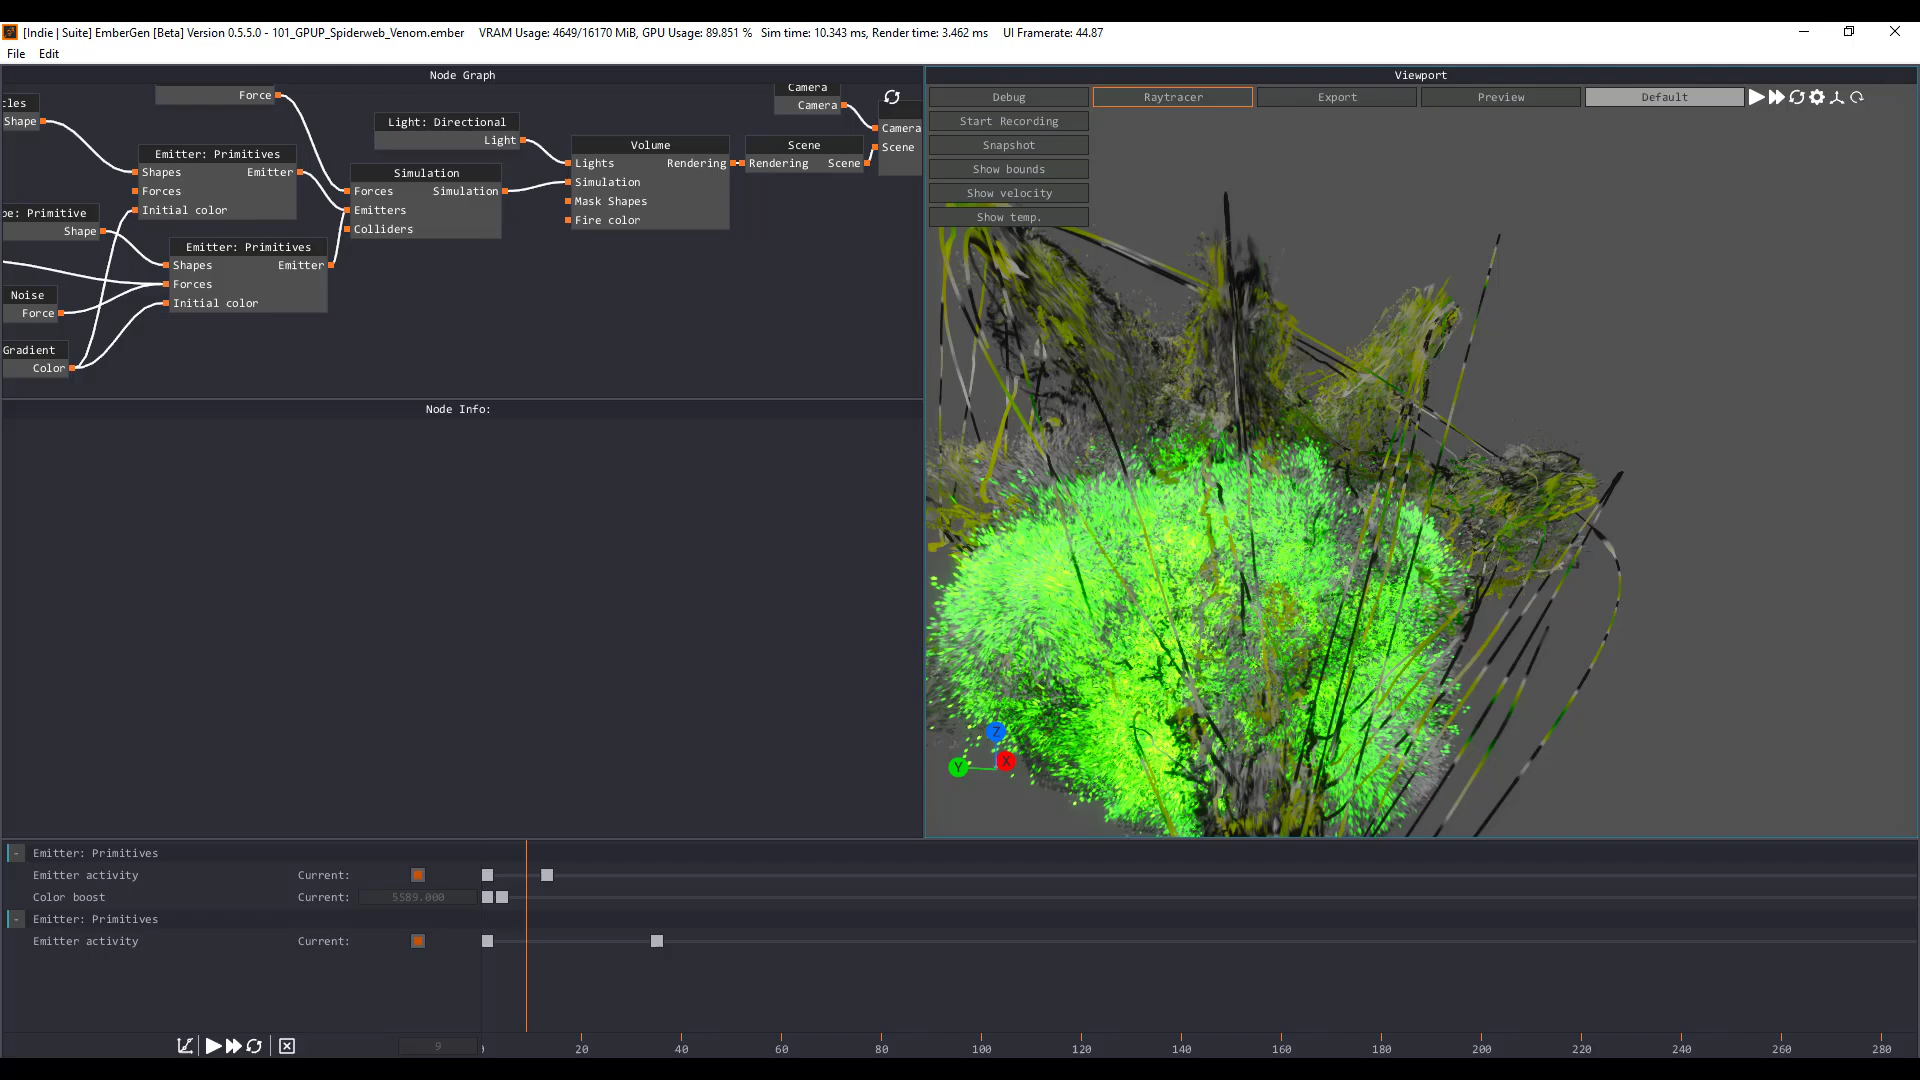 [Indie | Suite] EmberGen [Beta] Version 0.5.5.0 - 101_GPUP_Spiderweb_Venom.ember VRAM Usage: 4649/16170 MiB, GPU Usage: 89.851 % Sim time: 10.343 ms, Render time: 3.462 ms UI Framerate: 44.87
File Edit
Node Graph
cles
Shape
Force
Emitter: Primitives
Shapes Emitter
Forces
Initial color
pe: Primitive
Shape
Emitter: Primitives
Shapes Emitter
Forces
Initial color
Noise
Force
Gradient
Color
Light: Directional
Light
Simulation
Forces Simulation
Emitters
Colliders
Volume
Lights Rendering
Simulation
Mask Shapes
Fire color
Scene
Rendering Scene
Camera
Camera
Camera
Scene
Node Info:
Viewport
Debug Raytracer Export Preview Default
Start Recording
Snapshot
Show bounds
Show velocity
Show temp.
Z
Y X
- Emitter: Primitives
Emitter activity Current:
Color boost Current: 5589.000
- Emitter: Primitives
Emitter activity Current:
9
20 40 60 80 100 120 140 160 180 200 220 240 260 280